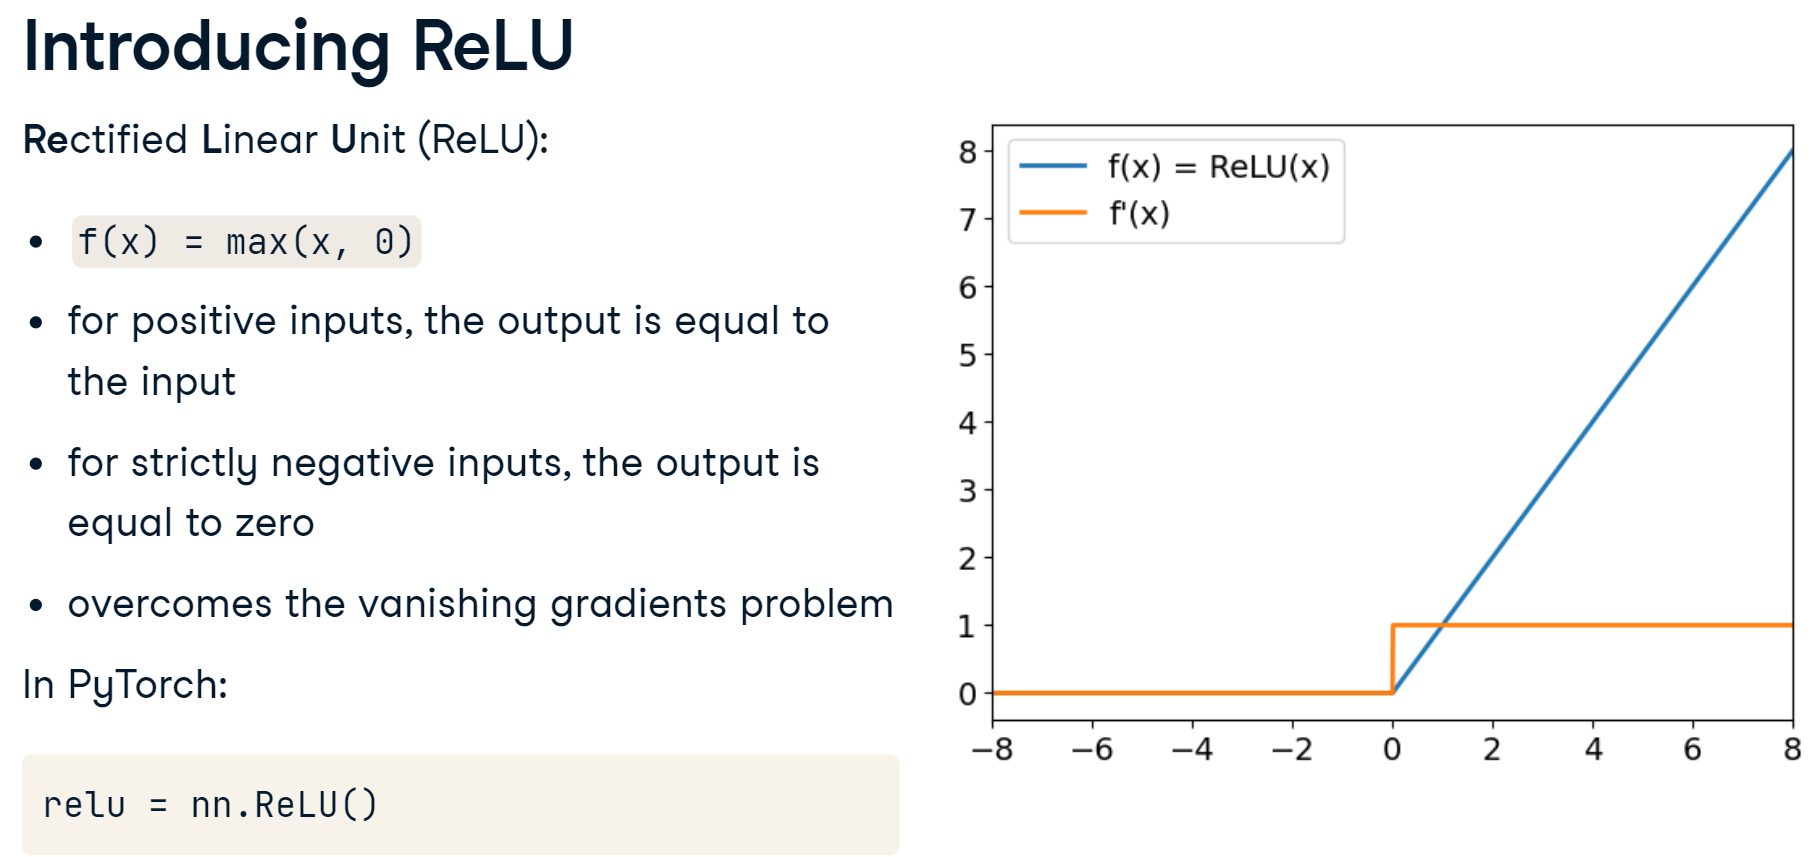 Introducing ReLU
Rectified Linear Unit (ReLU):
• f(x) = max(x, 0)
• for positive inputs, the output is equal to
the input
• for strictly negative inputs, the output is
equal to zero
• overcomes the vanishing gradients problem
In PyTorch:
relu = nn.ReLU()
f(x) = ReLU(x)
f'(x)
8
7
6
5
4
3
2
1
0
−8 −6 −4 −2 0 2 4 6 8